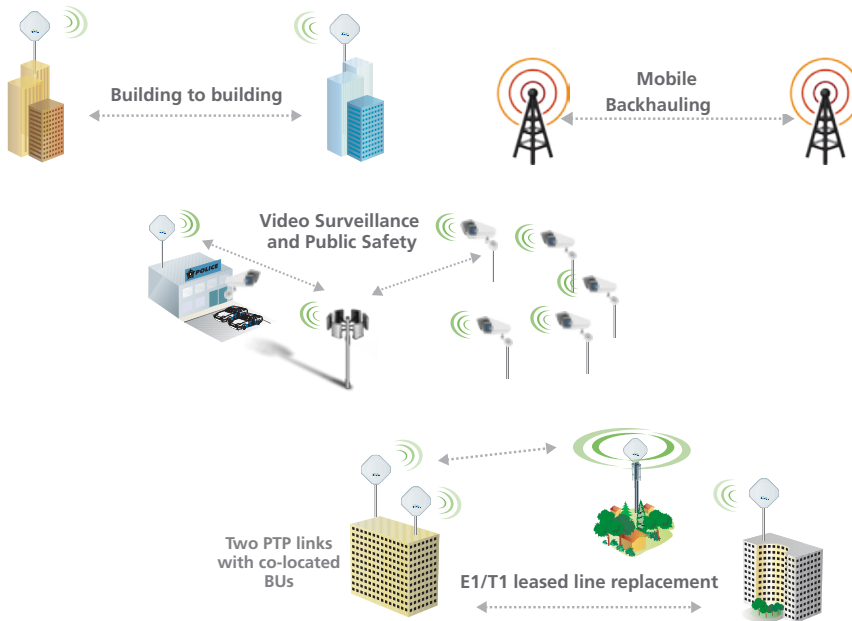 Building to building
Mobile
Backhauling
Video Surveillance
and Public Safety
POLICE
Two PTP links
with co-located
BUs
E1/T1 leased line replacement